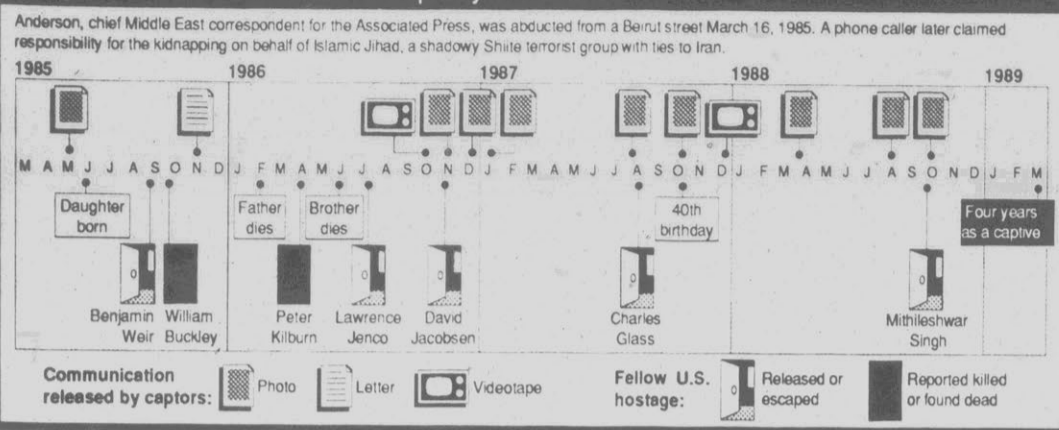 Anderson, chief Middle East correspondent for the Associated Press, was abducted from a Beirut street March 16, 1985. A phone caller later claimed
responsibility for the kidnapping on behalf of Islamic Jihad, a shadowy Shiite terrorist group with ties to Iran.
1985 1986 1987 1988 1989
M A M J J A S O N D J F M A M J J A S O N D J F M A M J J A S O N D J F M A M J J A S O N D J F M
Daughter
born
Father
dies
Brother
dies
40th
birthday
Four years
as a captive
Benjamin
Weir
William
Buckley
Peter
Kilburn
Lawrence
Jenco
David
Jacobsen
Charles
Glass
Mithileshwar
Singh
Communication
released by captors:
Photo
Letter
Videotape
Fellow U.S.
hostage:
Released or
escaped
Reported killed
or found dead